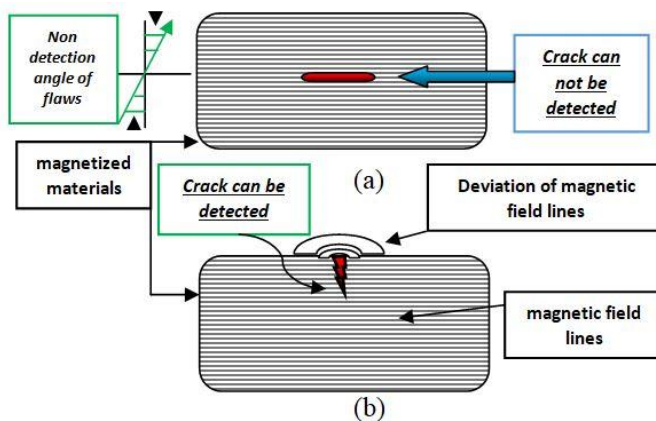 Non
detection
angle of
flaws
Crack can
not be
detected
magnetized
materials
(a)
Crack can be
detected
Deviation of magnetic
field lines
magnetic field
lines
(b)